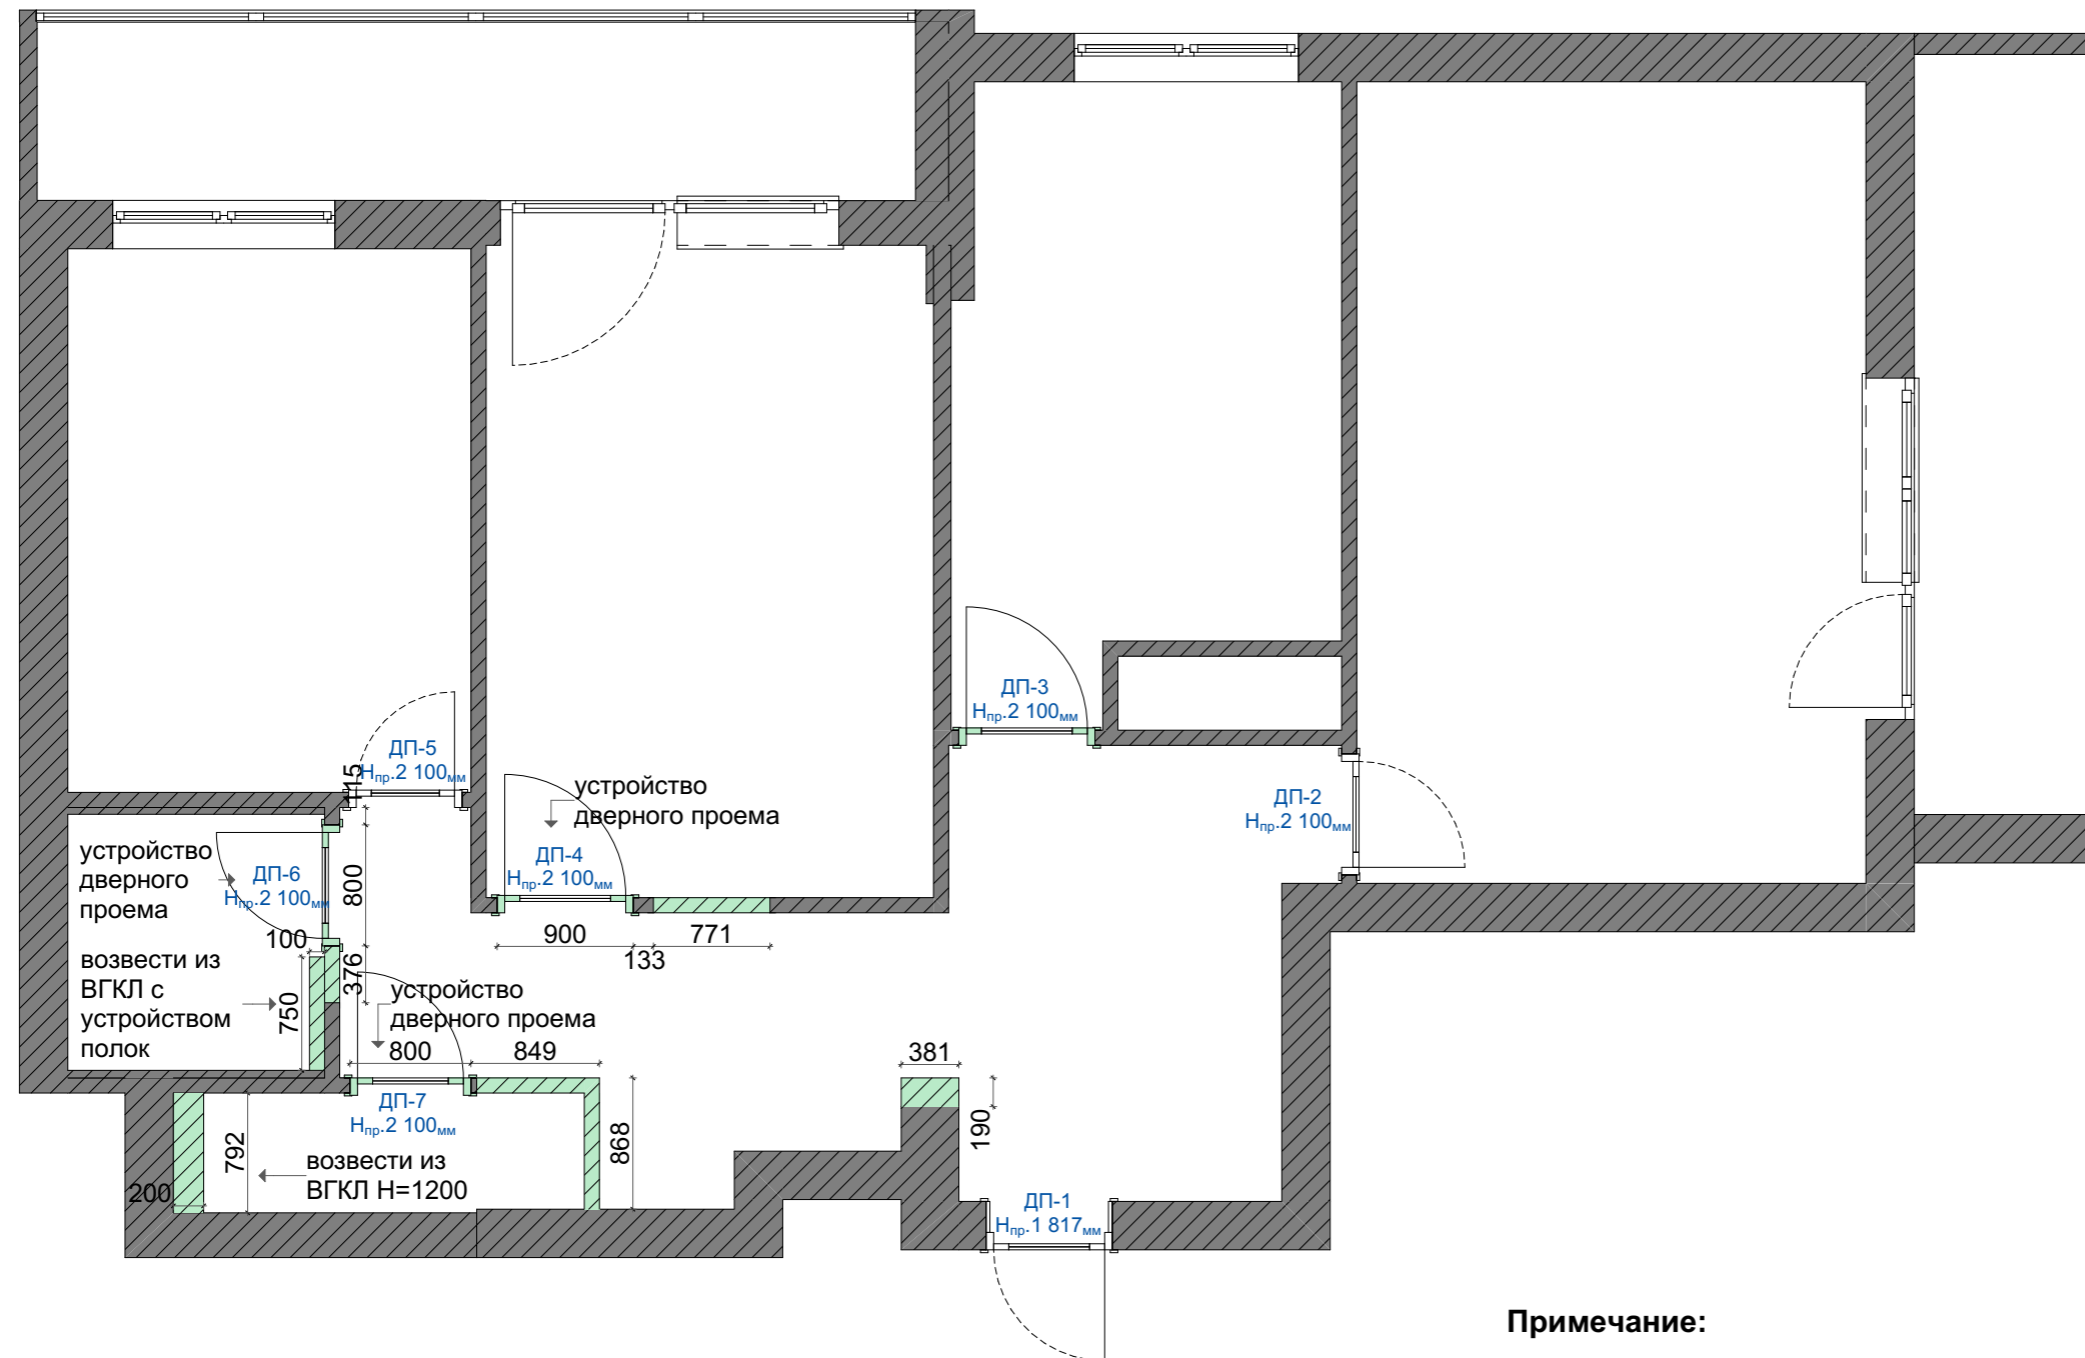 ДП-3
Нпр.2 100мм
ДП-5
Нпр.2 100мм
115
устройство
дверного проема
ДП-2
Нпр.2 100мм
ДП-4
Нпр.2 100мм
устройство
дверного
проема
ДП-6
Нпр.2 100мм
800
900
771
133
100
возвести из
ВГКЛ с
устройством
полок
750
376
устройство
дверного проема
800
849
381
190
ДП-7
Нпр.2 100мм
868
792
возвести из
ВГКЛ Н=1200
200
ДП-1
Нпр.1 817мм
Примечание: